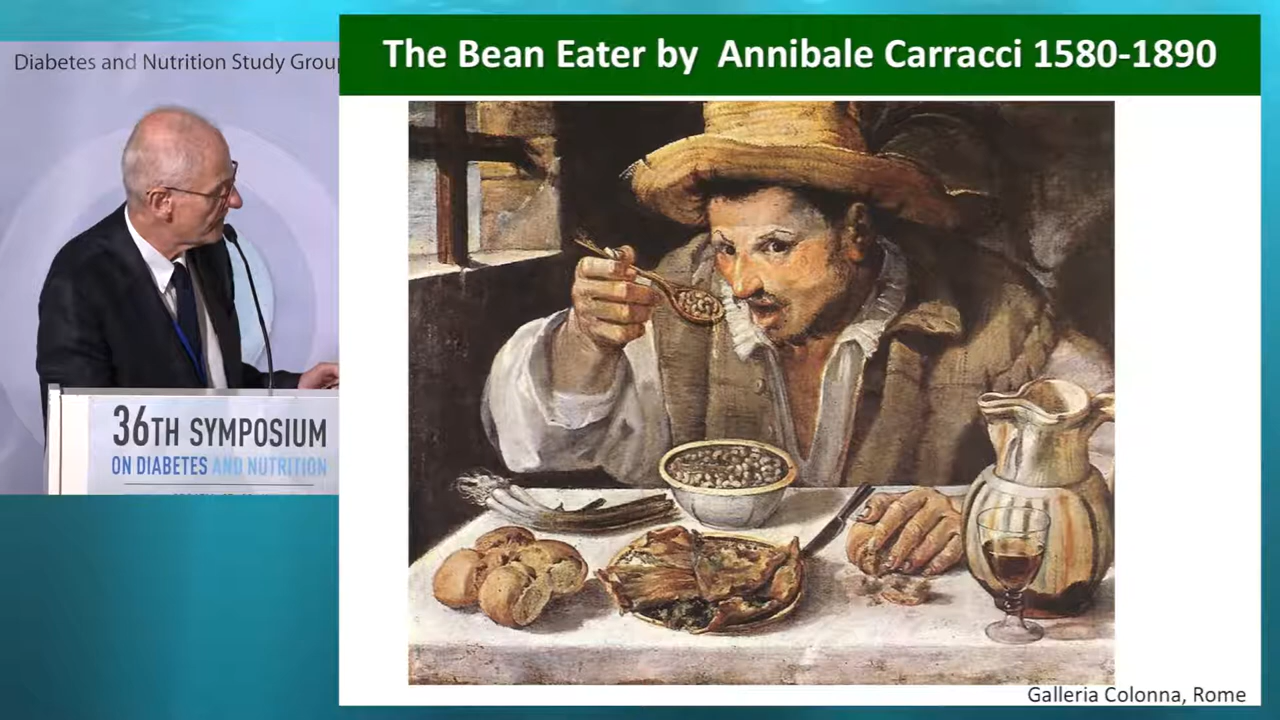 Diabetes and Nutrition Study Group
The Bean Eater by Annibale Carracci 1580-1890
36TH SYMPOSIUM
ON DIABETES AND NUTRITION
Galleria Colonna, Rome